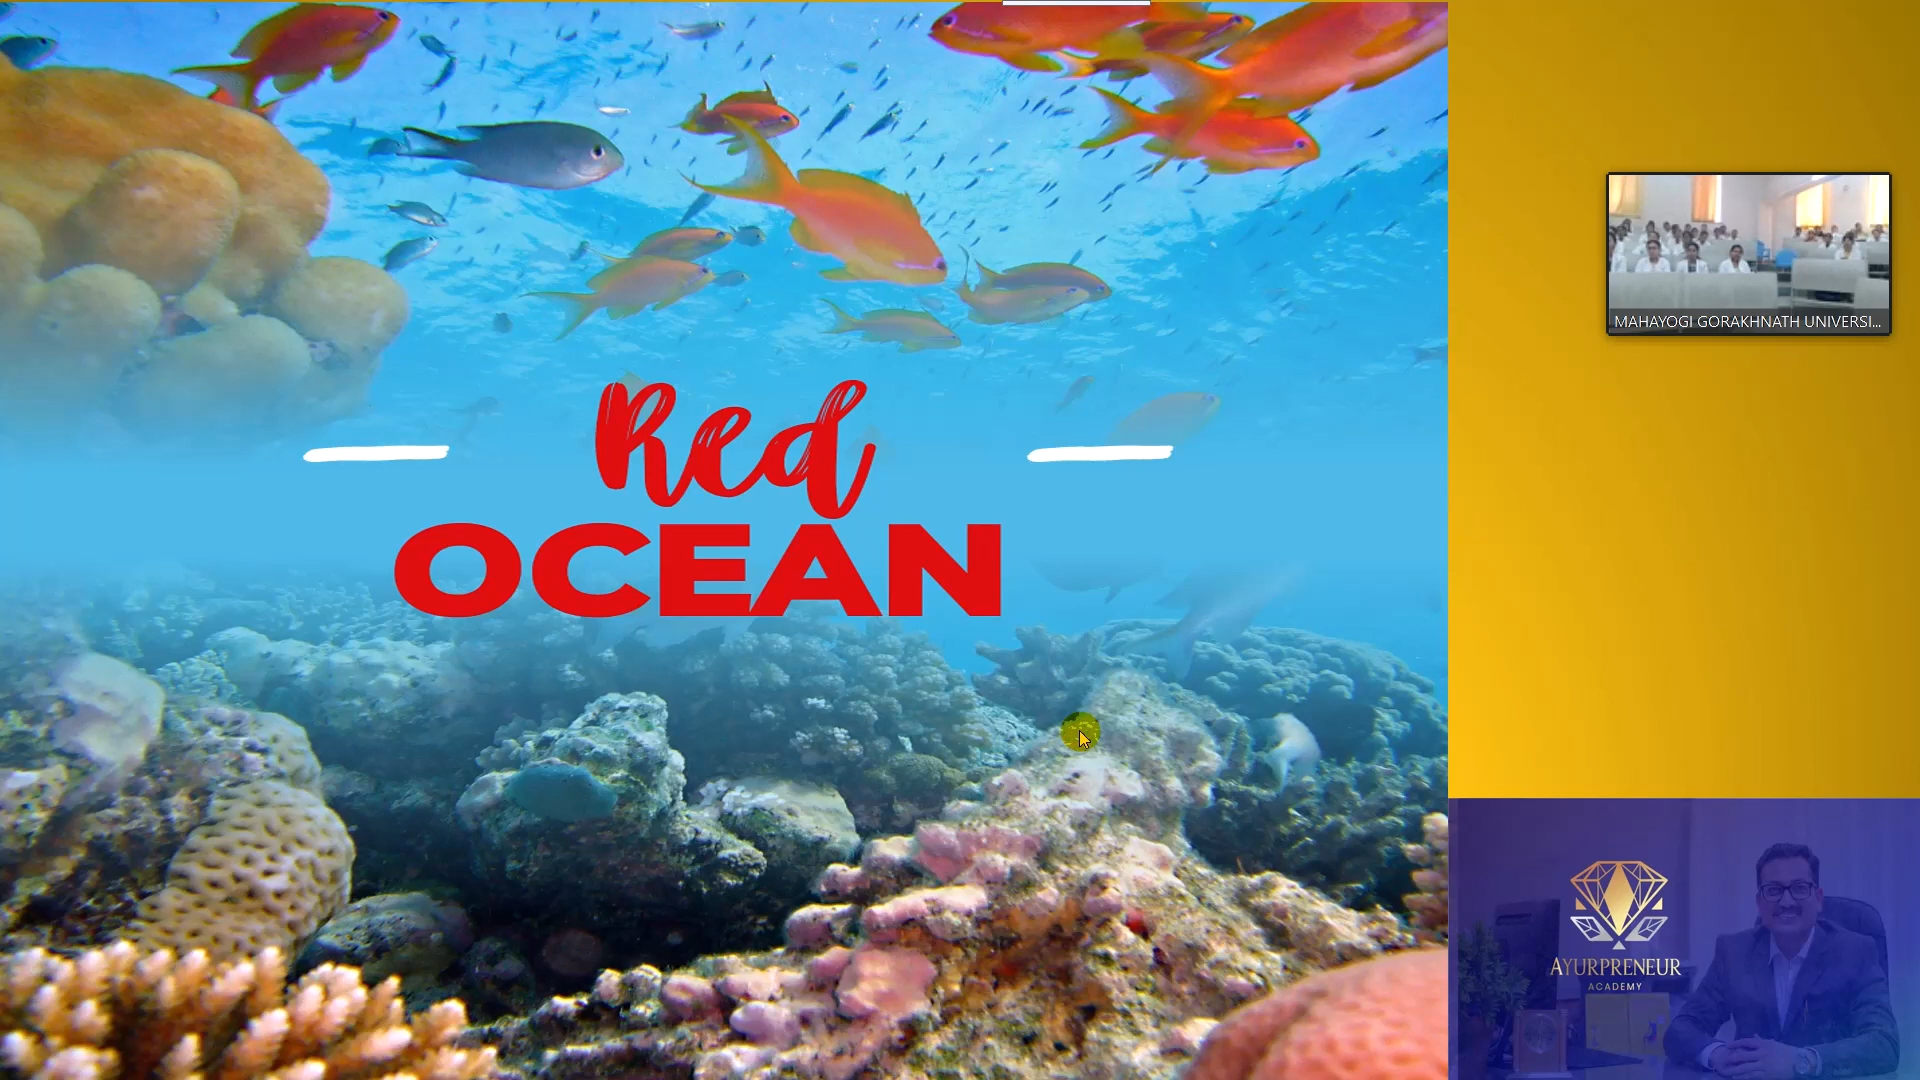 Red
OCEAN
MAHAYOGI GORAKHNATH UNIVERSI...
AYURPRENEUR
ACADEMY